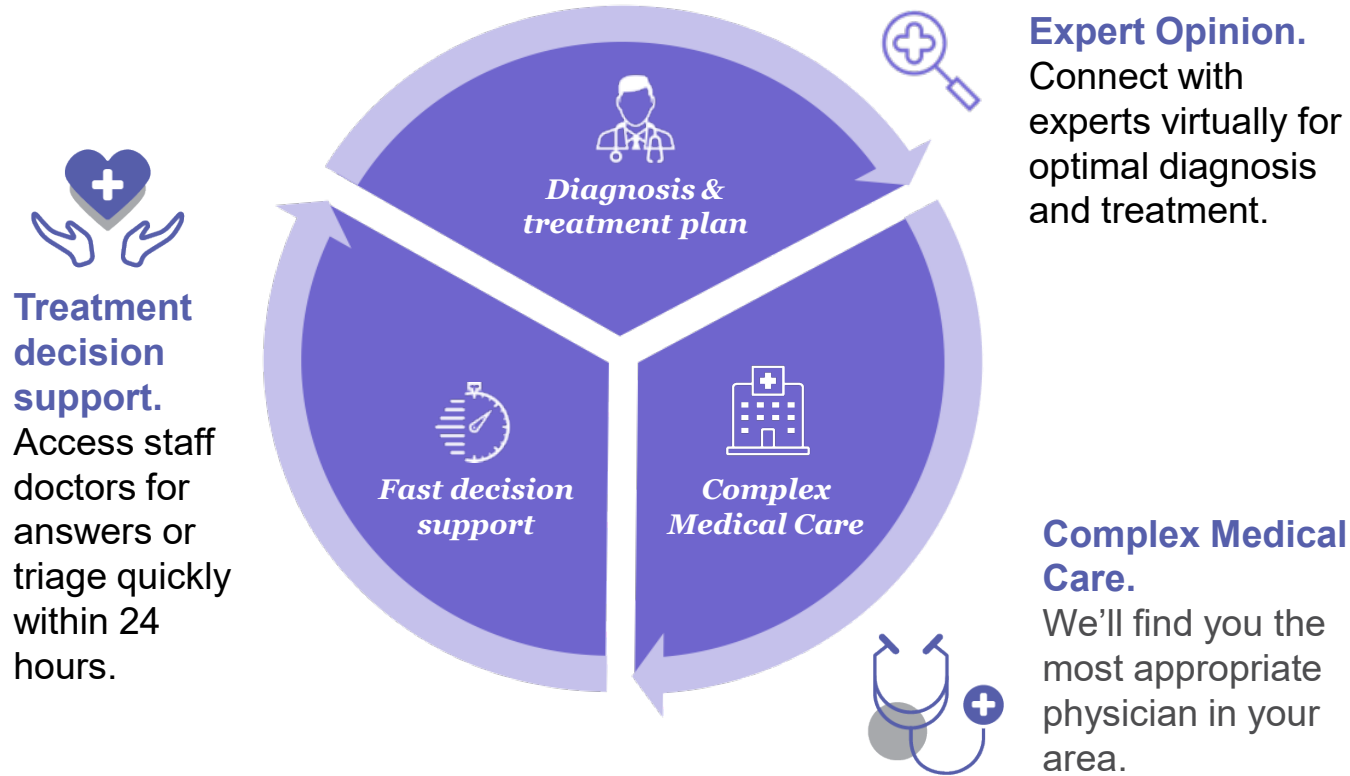 Expert Opinion.
Connect with
experts virtually for
optimal diagnosis
and treatment.
Diagnosis &
treatment plan
Treatment
decision
support.
Access staff
doctors for
answers or
triage quickly
within 24
hours.
Fast decision
support
Complex
Medical Care
Complex Medical
Care.
We’ll find you the
most appropriate
physician in your
area.